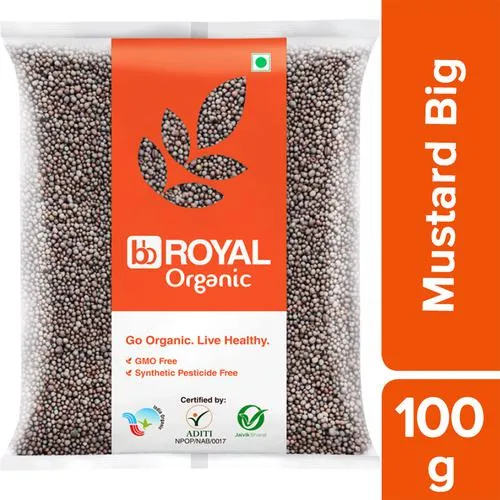 bb ROYAL
Organic
Go Organic. Live Healthy.
GMO Free
Synthetic Pesticide Free
Certified by:
ADITI
NPOP/NAB/0017
Jaivik Bharat
Mustard Big
100
g